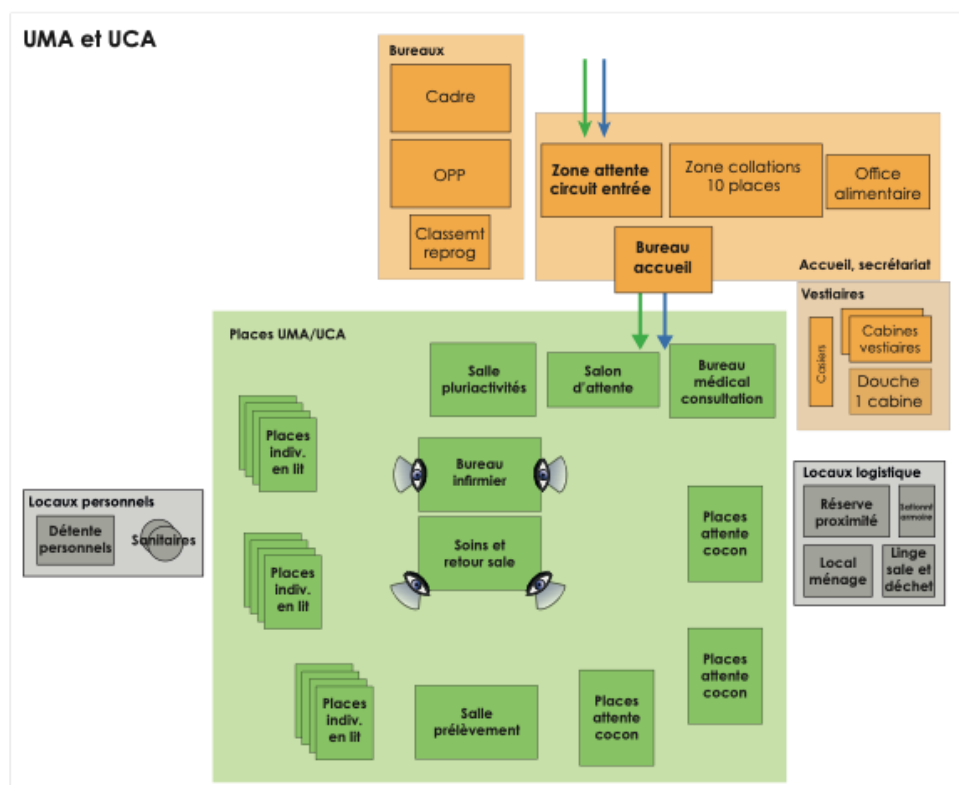 UMA et UCA
Bureaux
Cadre
OPP
Classemt
reprog
Zone attente
circuit entrée
Zone collations
10 places
Office
alimentaire
Bureau
accueil
Accueil, secrétariat
Vestiaires
Casiers
Cabines
vestiaires
Douche
1 cabine
Places UMA/UCA
Salle
pluriactivités
Salon
d'attente
Bureau
médical
consultation
Places
indiv.
en lit
Bureau
infirmier
Soins et
retour sale
Places
attente
cocon
Places
indiv.
en lit
Places
attente
cocon
Places
indiv.
en lit
Salle
prélèvement
Places
attente
cocon
Locaux personnels
Détente
personnels
Sanitaires
Locaux logistique
Réserve
proximité
Sationnt
armoire
Local
ménage
Linge
sale et
déchet